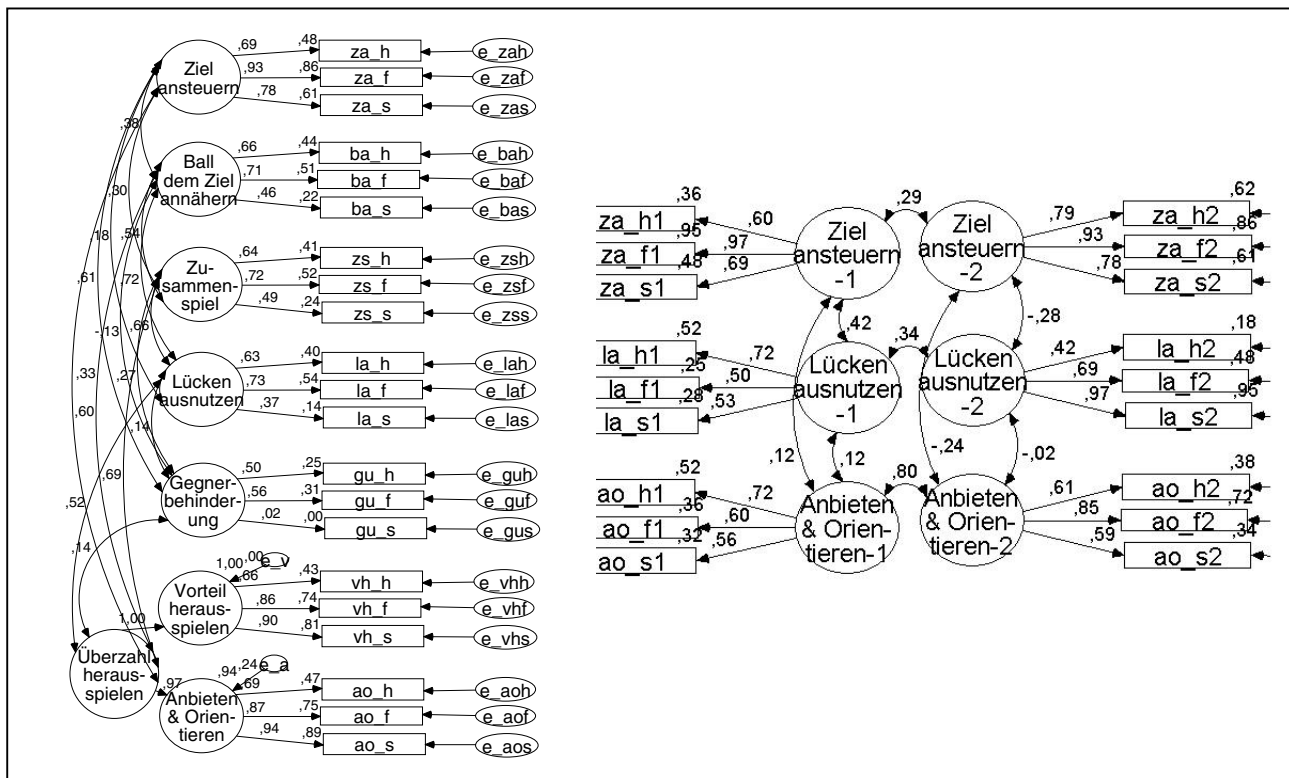 ,69
,48
za_h
e_zah
Ziel
ansteuern
,93
,86
za_f
e_zaf
,78
,61
za_s
e_zas
,38
,66
,44
ba_h
e_bah
Ball
dem Ziel
annähern
,71
,51
ba_f
e_baf
,46
,22
ba_s
e_bas
,30
,18
,54
,64
,41
zs_h
e_zsh
Zu-
sammen-
spiel
,72
,52
zs_f
e_zsf
,49
,24
zs_s
e_zss
,61
,72
-,13
,66
,63
,40
la_h
e_lah
Lücken
ausnutzen
,73
,54
la_f
e_laf
,37
,14
la_s
e_las
,33
,27
,60
,14
,69
,50
,25
gu_h
e_guh
Gegner-
behinder-
ung
,56
,31
gu_f
e_guf
,02
,00
gu_s
e_gus
,52
,14
1,00
,00
e_v
,66
,43
vh_h
e_vhh
Vorteil
heraus-
spielen
,86
,74
vh_f
e_vhf
,90
,81
vh_s
e_vhs
1,00
Überzahl
heraus-
spielen
,97
,94
,24
e_a
,69
,47
ao_h
e_aoh
Anbieten
& Orien-
tieren
,87
,75
ao_f
e_aof
,94
,89
ao_s
e_aos
,36
za_h1
,60
,95
za_f1
,97
,48
za_s1
,69
Ziel
ansteuern
-1
,29
Ziel
ansteuern
-2
,79
,62
za_h2
,93
,86
za_f2
,78
,61
za_s2
,42
-,28
,52
la_h1
,72
,25
la_f1
,50
,28
la_s1
,53
Lücken
ausnutzen
-1
,34
Lücken
ausnutzen
-2
,42
,18
la_h2
,69
,48
la_f2
,97
,95
la_s2
,12
,12
-,24
-,02
,52
ao_h1
,72
,36
ao_f1
,60
,32
ao_s1
,56
Anbieten
& Orien-
tieren-1
,80
Anbieten
& Orien-
tieren-2
,61
,38
ao_h2
,85
,72
ao_f2
,59
,34
ao_s2